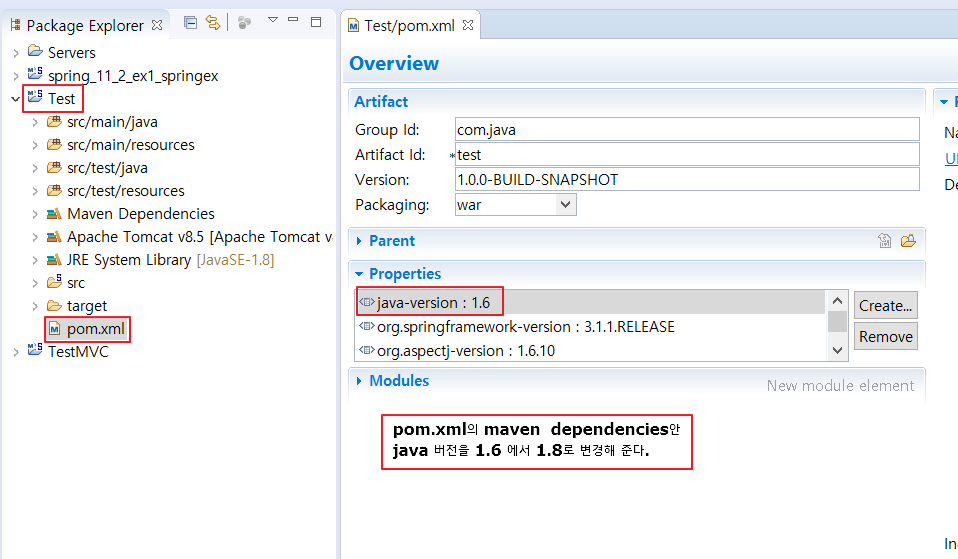 Package Explorer
Servers
spring_11_2_ex1_springex
Test
src/main/java
src/main/resources
src/test/java
src/test/resources
Maven Dependencies
Apache Tomcat v8.5 [Apache Tomcat v
JRE System Library [JavaSE-1.8]
src
target
pom.xml
TestMVC
Test/pom.xml
Overview
Artifact
Group Id: com.java
Artifact Id: *test
Version: 1.0.0-BUILD-SNAPSHOT
Packaging: war
Parent
Properties
java-version : 1.6
org.springframework-version : 3.1.1.RELEASE
org.aspectj-version : 1.6.10
Create...
Remove
Modules
New module element
pom.xml의 maven dependencies안
java 버전을 1.6 에서 1.8로 변경해 준다.
Na
U
De
In